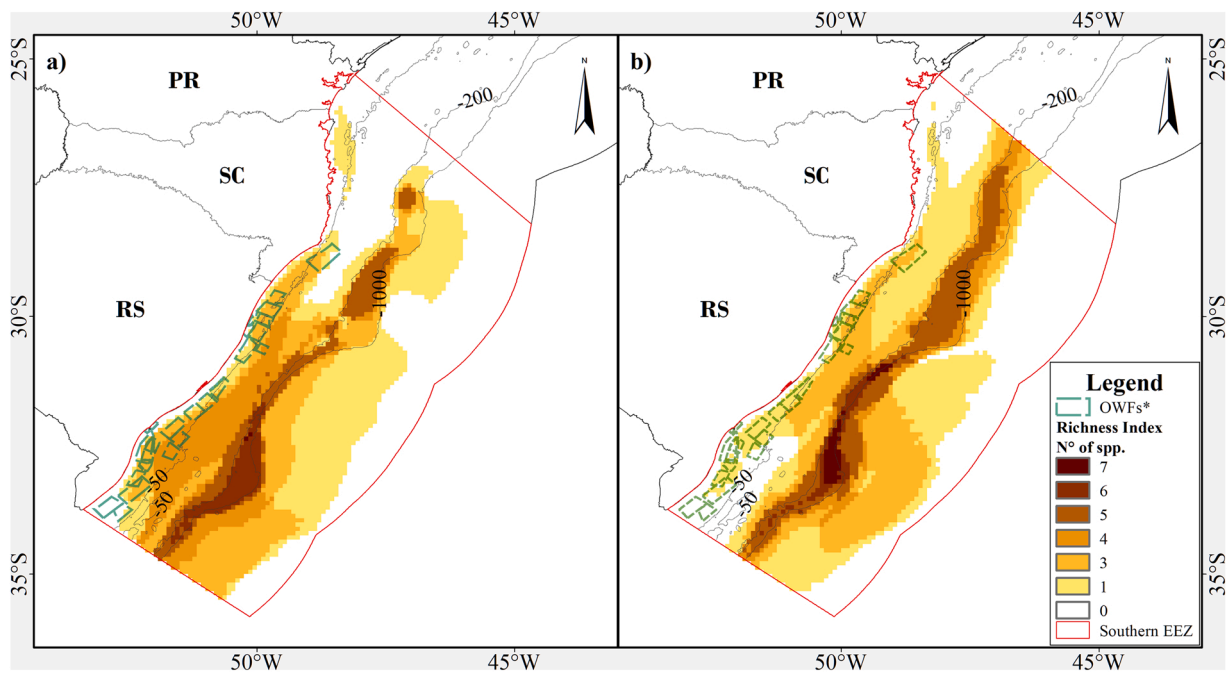 50°W 45°W 50°W 45°W
25°S 25°S
a) b)
PR PR
N N
-200 -200
SC SC
RS RS
-1000 -1000
30°S 30°S
-50 -50
-50 -50
35°S 35°S
Legend
OWFs*
Richness Index
N° of spp.
7
6
5
4
3
1
0
Southern EEZ
50°W 45°W 50°W 45°W